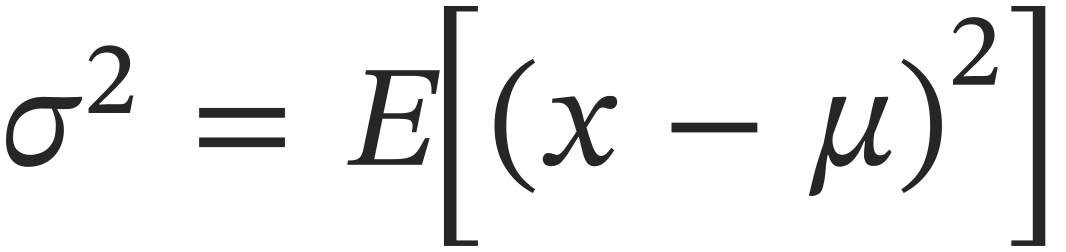 σ² = E[(x − μ)²]